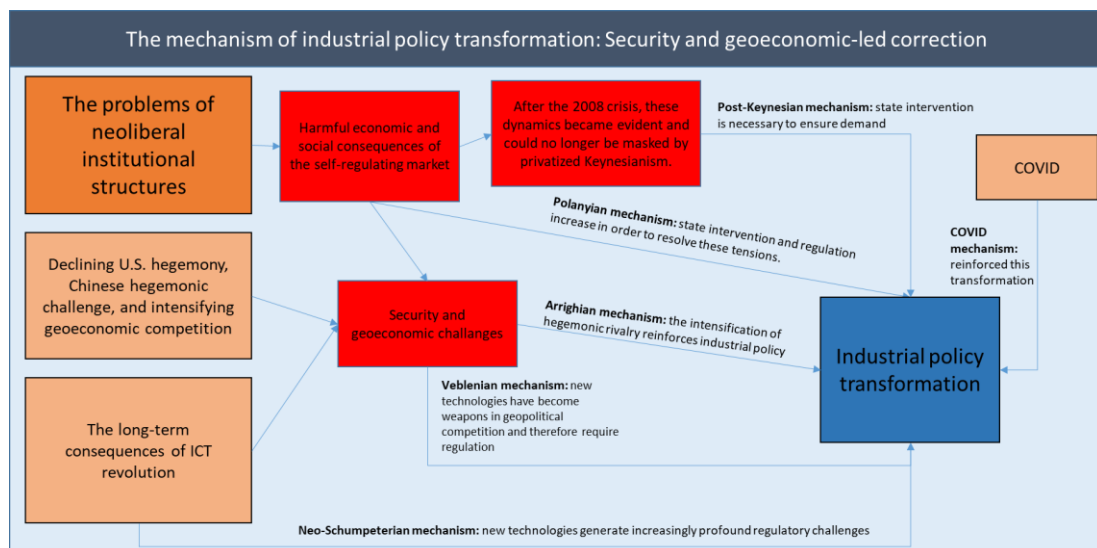 The mechanism of industrial policy transformation: Security and geoeconomic-led correction
The problems of
neoliberal
institutional
structures
Harmful economic and
social consequences of
the self-regulating market
After the 2008 crisis, these
dynamics became evident and
could no longer be masked by
privatized Keynesianism.
Post-Keynesian mechanism: state intervention
is necessary to ensure demand
COVID
Polanyian mechanism: state intervention and regulation
increase in order to resolve these tensions.
COVID
mechanism:
reinforced this
transformation
Declining U.S. hegemony,
Chinese hegemonic
challenge, and intensifying
geoeconomic competition
Security and
geoeconomic challanges
Arrighian mechanism: the intensification of
hegemonic rivalry reinforces industrial policy
Industrial policy
transformation
Veblenian mechanism: new
technologies have become
weapons in geopolitical
competition and therefore require
regulation
The long-term
consequences of ICT
revolution
Neo-Schumpeterian mechanism: new technologies generate increasingly profound regulatory challenges